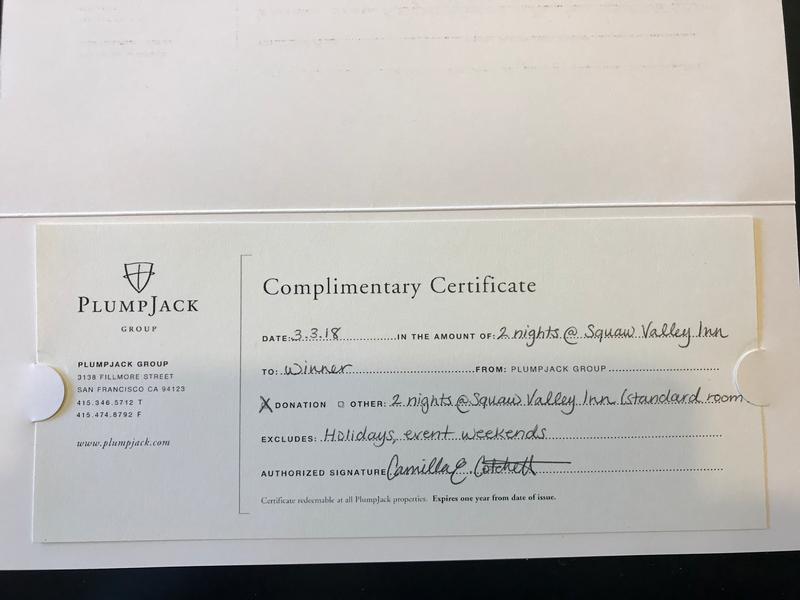 PLUMPJACK
GROUP
PLUMPJACK GROUP
3138 FILLMORE STREET
SAN FRANCISCO CA 94123
415.346.5712 T
415.474.8792 F
www.plumpjack.com
Complimentary Certificate
DATE: 3.3.18 IN THE AMOUNT OF: 2 nights @ Squaw Valley Inn
TO: Winner FROM: PLUMPJACK GROUP
X DONATION □ OTHER: 2 nights @ Squaw Valley Inn (standard room
EXCLUDES: Holidays, event weekends
AUTHORIZED SIGNATURE Camilla E. Cotchett
Certificate redeemable at all PlumpJack properties. Expires one year from date of issue.